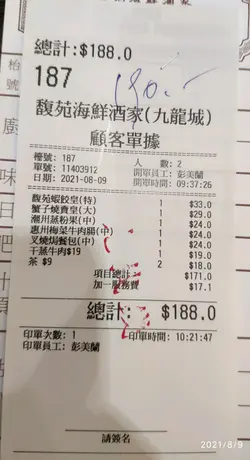 總計:$188.0
187
190.-
馥苑海鮮酒家(九龍城)
顧客單據
檯號: 187 人 數: 2
單號: 11403912 開單員工: 彭美蘭
日期: 2021-08-09 開單時間: 09:37:26
馥苑蝦餃皇(特) 1 $33.0
蟹子燒賣皇(大) 1 $29.0
潮州蒸粉果(中) 1 $24.0
惠州梅菜牛肉腸(中) 1 $24.0
叉燒焗餐包(中) 1 $24.0
干蒸牛肉$19 1 $19.0
茶 $9 2 $18.0
項目總計: $171.0
加一服務費 $17.1
總計: $188.0
印單次數: 1 印單時間: 10:21:47
印單員工: 彭美蘭
請簽名
2021/8/9